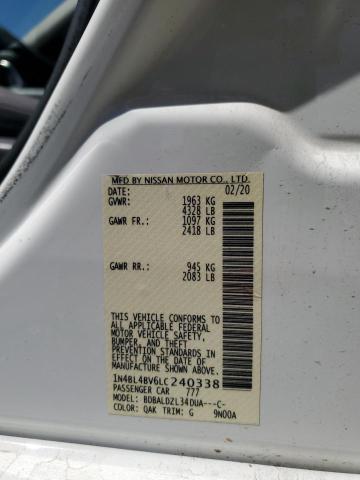 MFD BY NISSAN MOTOR CO., LTD.
DATE: 02/20
GVWR: 1963 KG
4328 LB
GAWR FR: 1097 KG
2418 LB
GAWR RR.: 945 KG
2083 LB
THIS VEHICLE CONFORMS TO
ALL APPLICABLE FEDERAL
MOTOR VEHICLE SAFETY,
BUMPER, AND THEFT
PREVENTION STANDARDS IN
EFFECT ON THE DATE OF
MANUFACTURE SHOWN ABOVE.
1N4BL4BV6LC240338
PASSENGER CAR 777
MODEL: BDBALDZL34DUA---C-
COLOR: QAK TRIM: G 9N00A